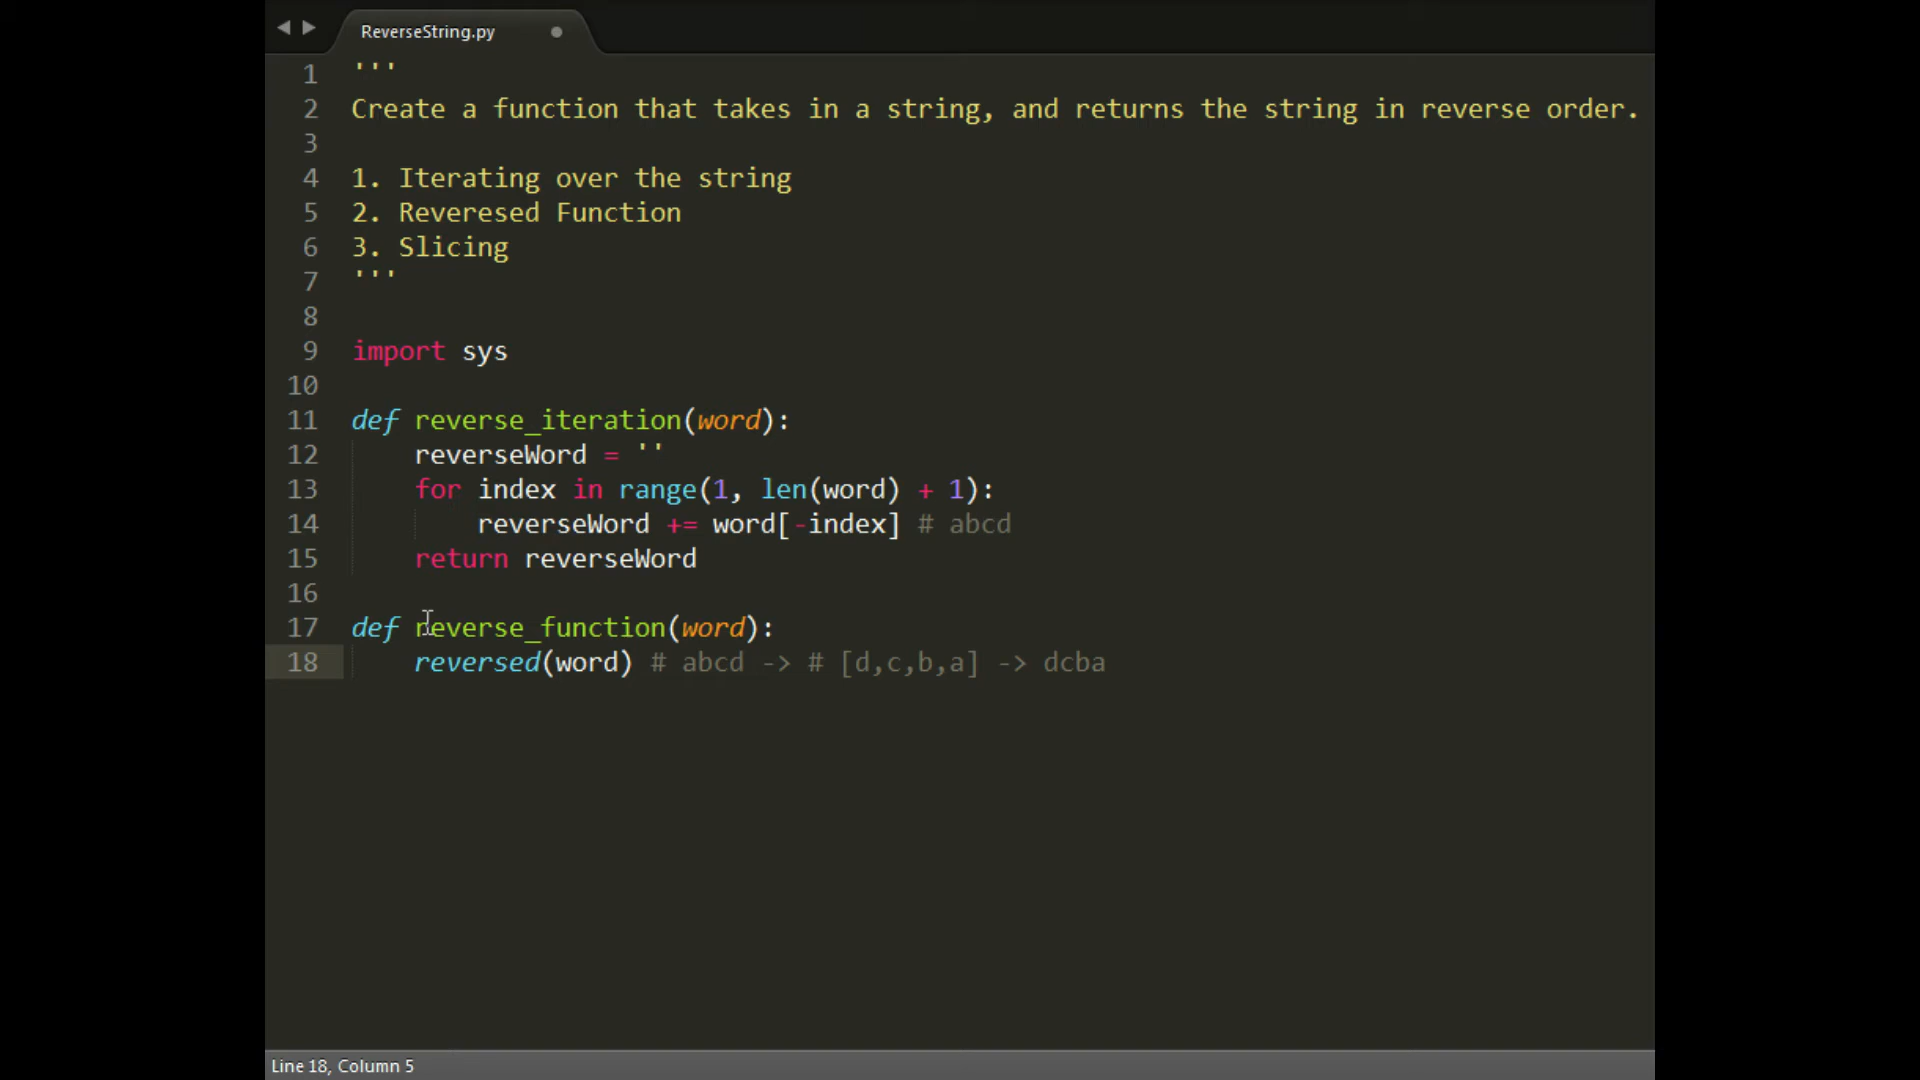 ReverseString.py
1 '''
2 Create a function that takes in a string, and returns the string in reverse order.
3
4 1. Iterating over the string
5 2. Reveresed Function
6 3. Slicing
7 '''
8
9 import sys
10
11 def reverse_iteration(word):
12 reverseWord = ''
13 for index in range(1, len(word) + 1):
14 reverseWord += word[-index] # abcd
15 return reverseWord
16
17 def reverse_function(word):
18 reversed(word) # abcd -> # [d,c,b,a] -> dcba
Line 18, Column 5